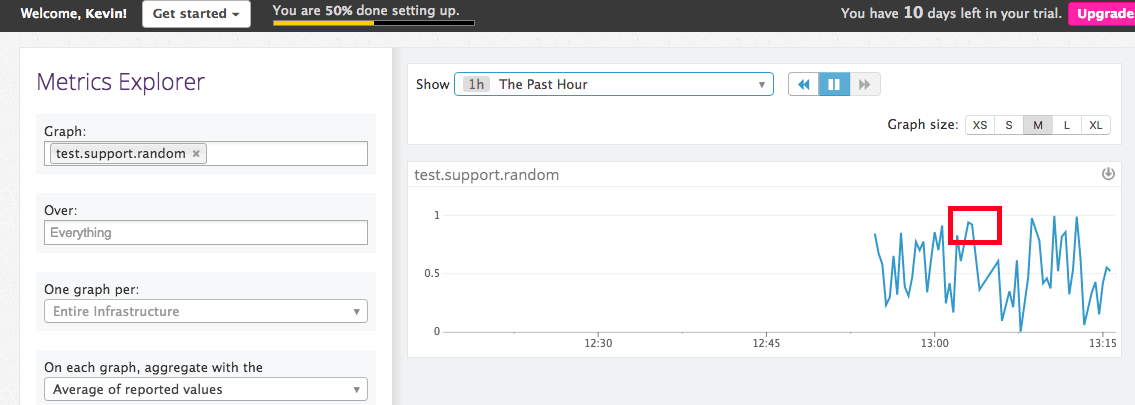 Welcome, Kevin!
Get started
You are 50% done setting up.
You have 10 days left in your trial.
Upgrade
Metrics Explorer
Graph:
test.support.random ×
Over:
Everything
One graph per:
Entire Infrastructure
On each graph, aggregate with the
Average of reported values
Show
1h The Past Hour
Graph size:
XS S M L XL
test.support.random
1
0.5
0
12:30 12:45 13:00 13:15